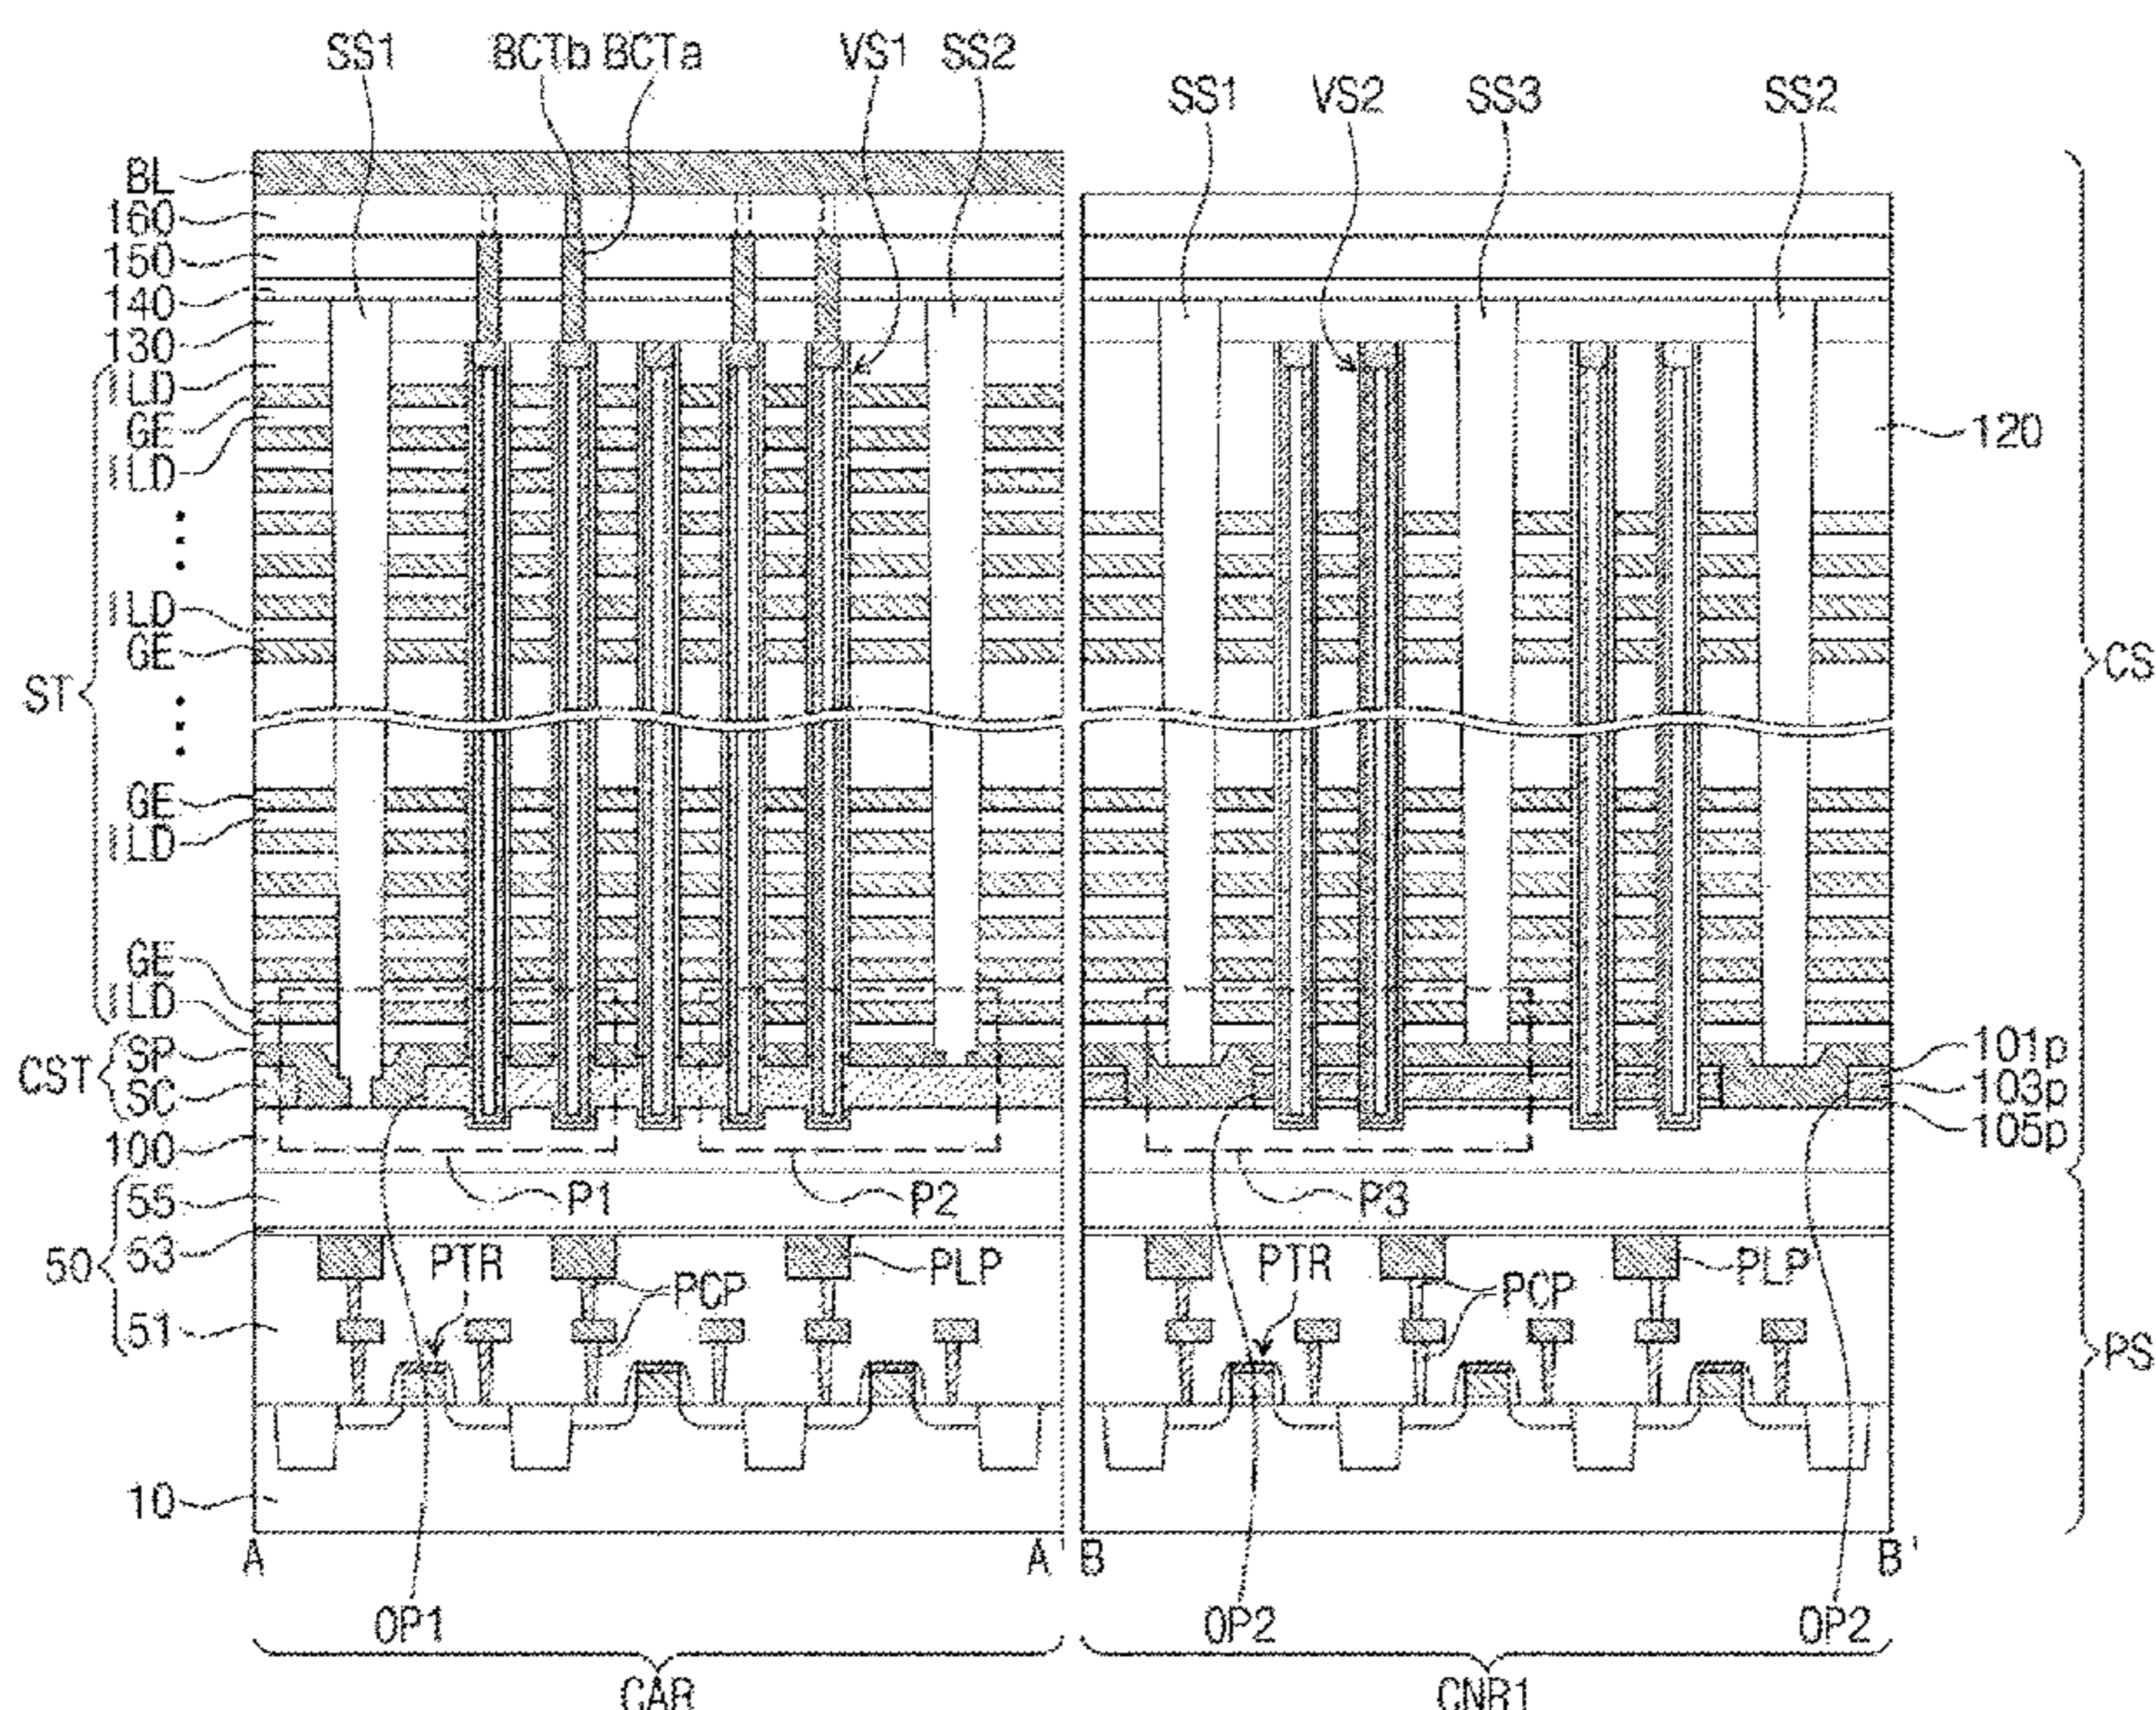 SS1 BCTb BCTa VS1 SS2
SS1 VS2 SS3 SS2
BL
160
150
140
130
ILD
GE
ILD
120
ILD
GE
ST
CS
GE
ILD
GE
ILD
CST
SP
SC
101p
103p
105p
100
55
P1 P2 P3
50
53
PTR PLP PTR PLP
PCP PCP
51
PS
10
A A' B B'
OP1 OP2 OP2
CAR CNR1